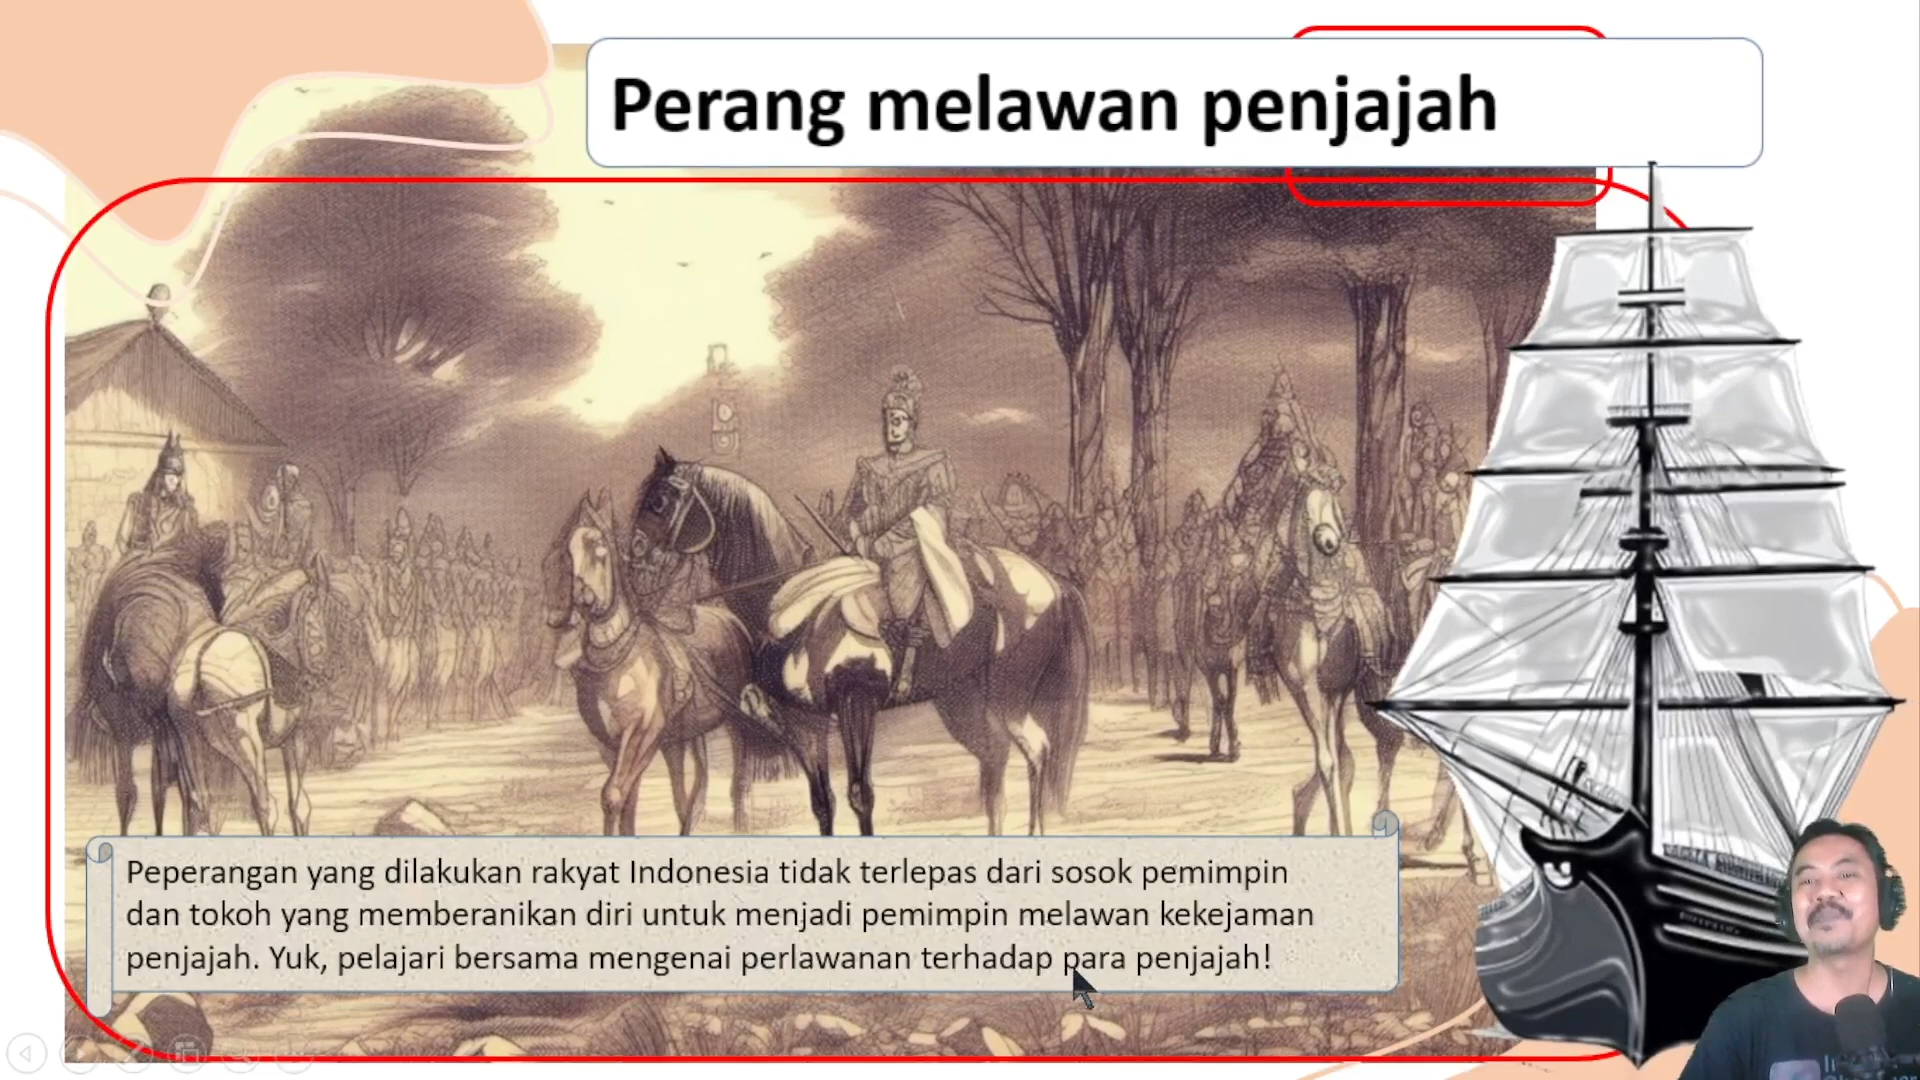 Perang melawan penjajah
Peperangan yang dilakukan rakyat Indonesia tidak terlepas dari sosok pemimpin
dan tokoh yang memberanikan diri untuk menjadi pemimpin melawan kekejaman
penjajah. Yuk, pelajari bersama mengenai perlawanan terhadap para penjajah!